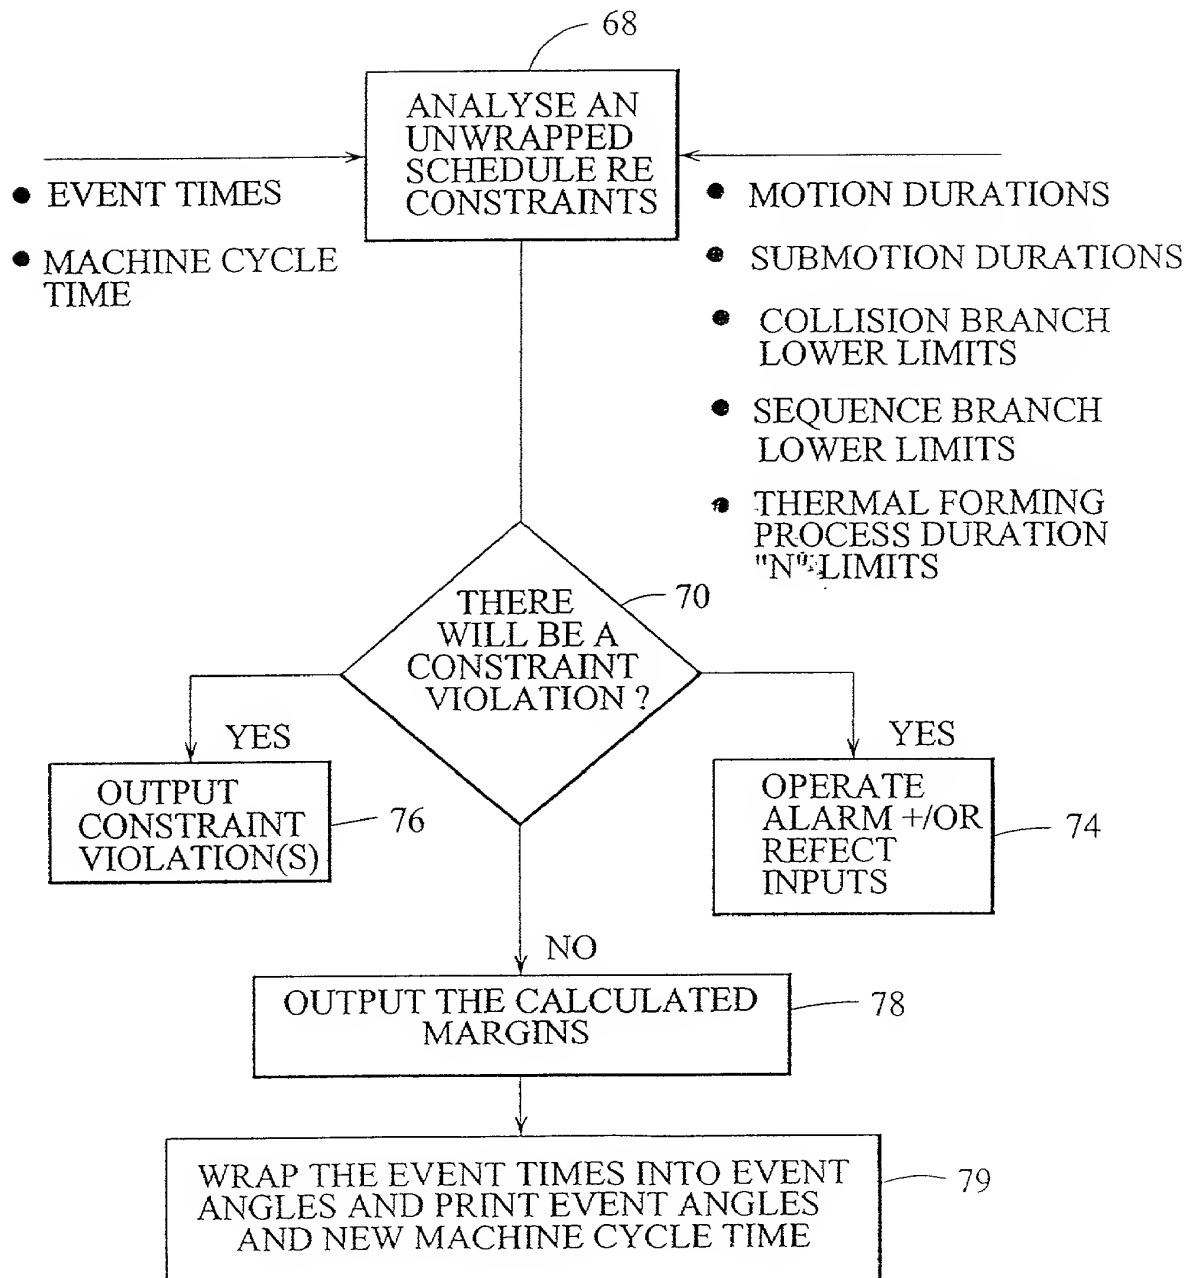 68
ANALYSE AN
UNWRAPPED
SCHEDULE RE
CONSTRAINTS
• EVENT TIMES
• MACHINE CYCLE
TIME
• MOTION DURATIONS
• SUBMOTION DURATIONS
• COLLISION BRANCH
LOWER LIMITS
• SEQUENCE BRANCH
LOWER LIMITS
• THERMAL FORMING
PROCESS DURATION
"N" LIMITS
70
THERE
WILL BE A
CONSTRAINT
VIOLATION ?
YES
OUTPUT
CONSTRAINT
VIOLATION(S)
76
YES
OPERATE
ALARM +/OR
REFECT
INPUTS
74
NO
OUTPUT THE CALCULATED
MARGINS
78
WRAP THE EVENT TIMES INTO EVENT
ANGLES AND PRINT EVENT ANGLES
AND NEW MACHINE CYCLE TIME
79